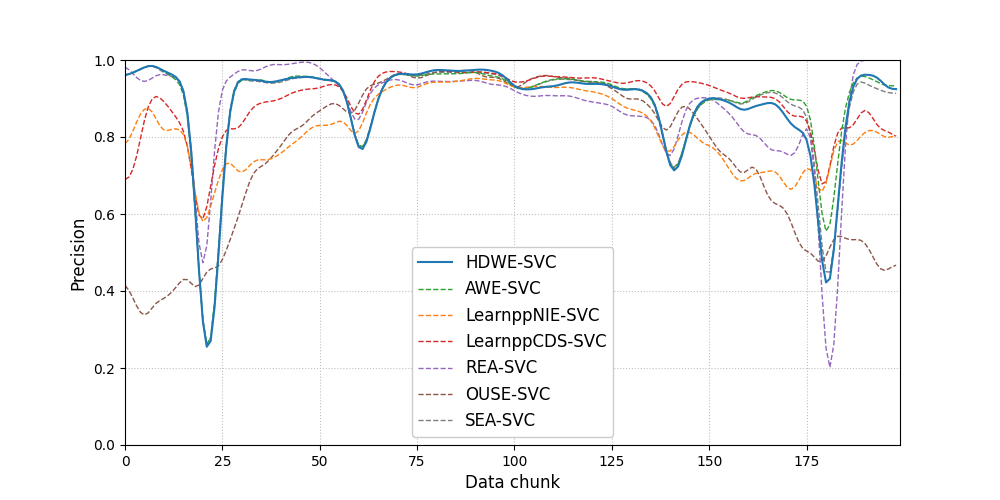 1.0
0.8
0.6
0.4
0.2
0.0
Precision
HDWE-SVC
AWE-SVC
LearnppNIE-SVC
LearnppCDS-SVC
REA-SVC
OUSE-SVC
SEA-SVC
0 25 50 75 100 125 150 175
Data chunk